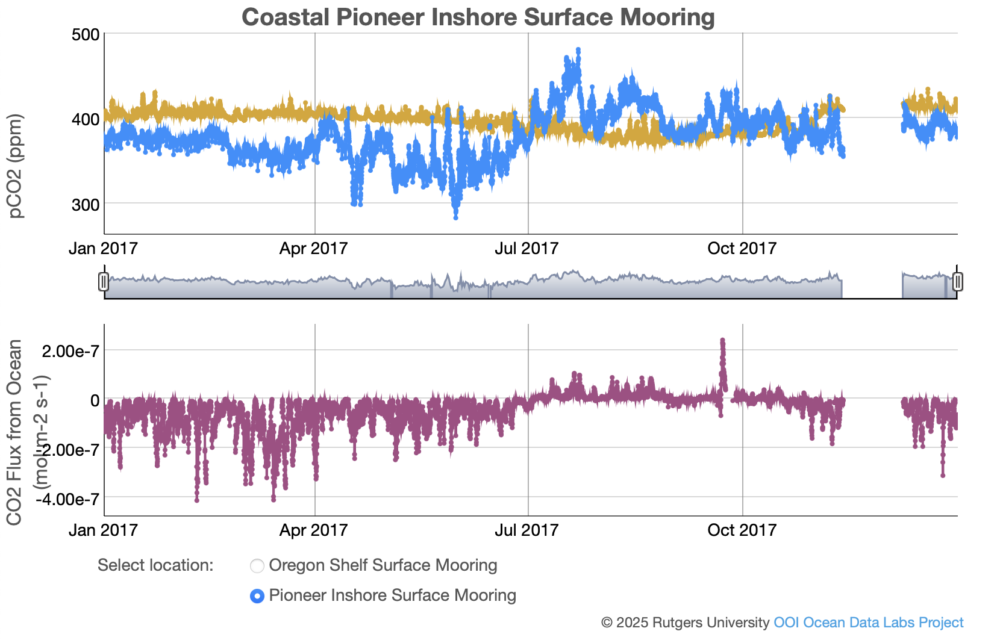 Coastal Pioneer Inshore Surface Mooring
pCO2 (ppm)
500
400
300
Jan 2017 Apr 2017 Jul 2017 Oct 2017
CO2 Flux from Ocean
(mol m-2 s-1)
2.00e-7
0
-2.00e-7
-4.00e-7
Jan 2017 Apr 2017 Jul 2017 Oct 2017
Select location: Oregon Shelf Surface Mooring
Pioneer Inshore Surface Mooring
© 2025 Rutgers University OOI Ocean Data Labs Project